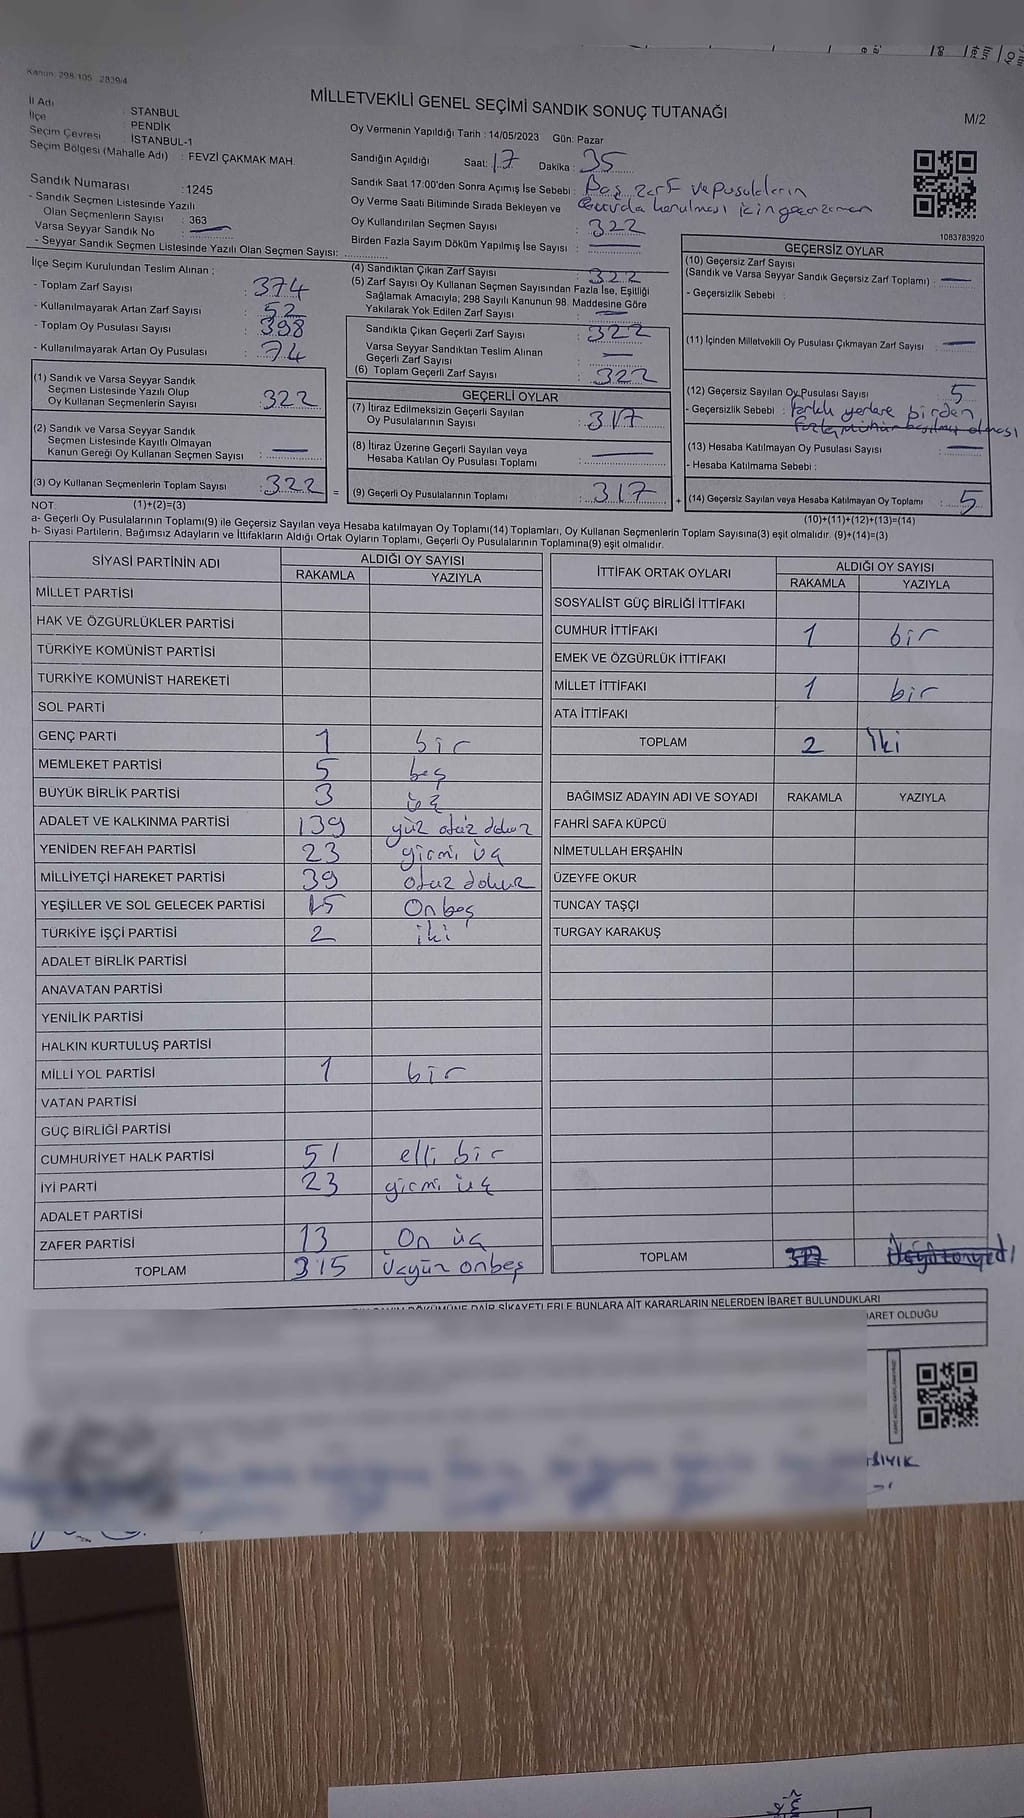 Kanun: 298/105 2839/4
MİLLETVEKİLİ GENEL SEÇİMİ SANDIK SONUÇ TUTANAĞI
M/2
İl Adı : STANBUL
İlçe PENDİK
Seçim Çevresi İSTANBUL-1
Seçim Bölgesi (Mahalle Adı) : FEVZİ ÇAKMAK MAH.
Sandık Numarası :1245
- Sandık Seçmen Listesinde Yazılı
Olan Seçmenlerin Sayısı : 363
Varsa Seyyar Sandık No :
- Seyyar Sandık Seçmen Listesinde Yazılı Olan Seçmen Sayısı:
Oy Vermenin Yapıldığı Tarih : 14/05/2023 Gün: Pazar
Sandığın Açıldığı Saat: 17 Dakika : 35
Sandık Saat 17:00'den Sonra Açımış İse Sebebi : Boş zarf ve pusulaların
Oy Verme Saati Bitiminde Sırada Bekleyen ve konulması için geçen zaman
Oy Kullandırılan Seçmen Sayısı : 322
Birden Fazla Sayım Döküm Yapılmış İse Sayısı :
1083783920
İlçe Seçim Kurulundan Teslim Alınan :
- Toplam Zarf Sayısı : 374
- Kullanılmayarak Artan Zarf Sayısı : 52
- Toplam Oy Pusulası Sayısı : 398
- Kullanılmayarak Artan Oy Pusulası : 74
(1) Sandık ve Varsa Seyyar Sandık
Seçmen Listesinde Yazılı Olup
Oy Kullanan Seçmenlerin Sayısı : 322
(2) Sandık ve Varsa Seyyar Sandık
Seçmen Listesinde Kayıtlı Olmayan
Kanun Gereği Oy Kullanan Seçmen Sayısı :
(3) Oy Kullanan Seçmenlerin Toplam Sayısı : 322 =
(4) Sandıktan Çıkan Zarf Sayısı : 322
(5) Zarf Sayısı Oy Kullanan Seçmen Sayısından Fazla İse, Eşitliği
Sağlamak Amacıyla; 298 Sayılı Kanunun 98. Maddesine Göre
Yakılarak Yok Edilen Zarf Sayısı :
Sandıkta Çıkan Geçerli Zarf Sayısı : 322
Varsa Seyyar Sandıktan Teslim Alınan
Geçerli Zarf Sayısı :
(6) Toplam Geçerli Zarf Sayısı : 322
GEÇERLİ OYLAR
(7) İtiraz Edilmeksizin Geçerli Sayılan
Oy Pusulalarının Sayısı : 317
(8) İtiraz Üzerine Geçerli Sayılan veya
Hesaba Katılan Oy Pusulası Toplamı :
(9) Geçerli Oy Pusulalarının Toplamı : 317 +
GEÇERSİZ OYLAR
(10) Geçersiz Zarf Sayısı
(Sandık ve Varsa Seyyar Sandık Geçersiz Zarf Toplamı) :
- Geçersizlik Sebebi :
(11) İçinden Milletvekili Oy Pusulası Çıkmayan Zarf Sayısı :
(12) Geçersiz Sayılan Oy Pusulası Sayısı : 5
- Geçersizlik Sebebi : Farklı yerlere birden
fazla mühür basılmış olması
(13) Hesaba Katılmayan Oy Pusulası Sayısı :
- Hesaba Katılmama Sebebi :
(14) Geçersiz Sayılan veya Hesaba Katılmayan Oy Toplamı : 5
NOT: (1)+(2)=(3) (10)+(11)+(12)+(13)=(14)
a- Geçerli Oy Pusulalarının Toplamı(9) ile Geçersiz Sayılan veya Hesaba katılmayan Oy Toplamı(14) Toplamları, Oy Kullanan Seçmenlerin Toplam Sayısına(3) eşit olmalıdır. (9)+(14)=(3)
b- Siyasi Partilerin, Bağımsız Adayların ve İttifakların Aldığı Ortak Oyların Toplamı, Geçerli Oy Pusulalarının Toplamına(9) eşit olmalıdır.
SİYASİ PARTİNİN ADI ALDIĞI OY SAYISI
RAKAMLA YAZIYLA
MİLLET PARTİSİ
HAK VE ÖZGÜRLÜKLER PARTİSİ
TÜRKİYE KOMÜNİST PARTİSİ
TÜRKİYE KOMÜNİST HAREKETİ
SOL PARTİ
GENÇ PARTİ 1 bir
MEMLEKET PARTİSİ 5 beş
BÜYÜK BİRLİK PARTİSİ 3 üç
ADALET VE KALKINMA PARTİSİ 139 yüz otuz dokuz
YENİDEN REFAH PARTİSİ 23 yirmi üç
MİLLİYETÇİ HAREKET PARTİSİ 39 otuz dokuz
YEŞİLLER VE SOL GELECEK PARTİSİ 15 Onbeş
TÜRKİYE İŞÇİ PARTİSİ 2 iki
ADALET BİRLİK PARTİSİ
ANAVATAN PARTİSİ
YENİLİK PARTİSİ
HALKIN KURTULUŞ PARTİSİ
MİLLİ YOL PARTİSİ 1 bir
VATAN PARTİSİ
GÜÇ BİRLİĞİ PARTİSİ
CUMHURİYET HALK PARTİSİ 51 elli bir
İYİ PARTİ 23 yirmi üç
ADALET PARTİSİ
ZAFER PARTİSİ 13 On üç
TOPLAM 315 Üçyüz onbeş
İTTİFAK ORTAK OYLARI ALDIĞI OY SAYISI
RAKAMLA YAZIYLA
SOSYALİST GÜÇ BİRLİĞİ İTTİFAKI
CUMHUR İTTİFAKI 1 bir
EMEK VE ÖZGÜRLÜK İTTİFAKI
MİLLET İTTİFAKI 1 bir
ATA İTTİFAKI
TOPLAM 2 İki
BAĞIMSIZ ADAYIN ADI VE SOYADI RAKAMLA YAZIYLA
FAHRİ SAFA KÜPCÜ
NİMETULLAH ERŞAHİN
ÜZEYFE OKUR
TUNCAY TAŞÇI
TURGAY KARAKUŞ
TOPLAM
DÖKÜMÜNE DAİR ŞİKAYETLERLE BUNLARA AİT KARARLARIN NELERDEN İBARET BULUNDUKLARI
OLDUĞU